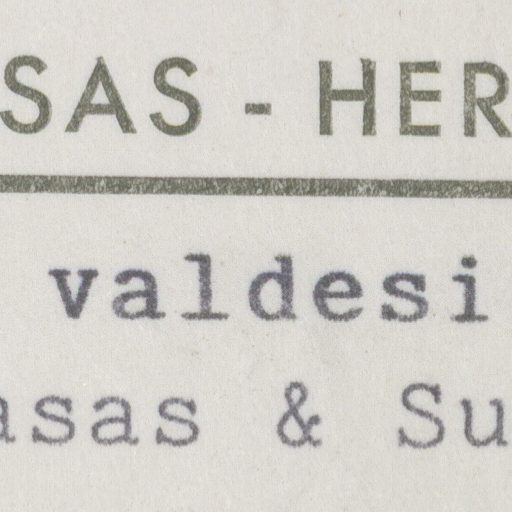 SAS - HER
valdesi
asas & Su